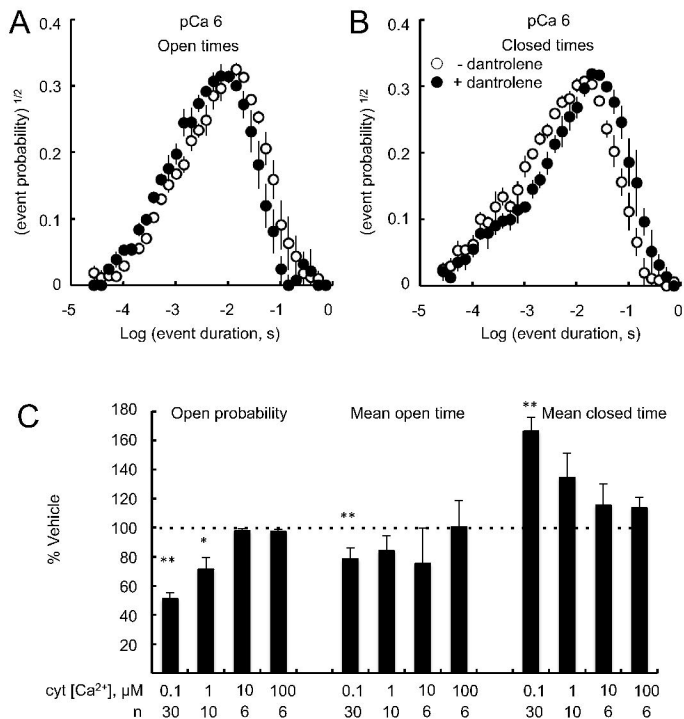 A
pCa 6
Open times
(event probability) 1/2
0.4
0.3
0.2
0.1
0
-5 -4 -3 -2 -1 0
Log (event duration, s)
B
pCa 6
Closed times
- dantrolene
+ dantrolene
(event probability) 1/2
0.4
0.3
0.2
0.1
0
-5 -4 -3 -2 -1 0
Log (event duration, s)
C
Open probability Mean open time Mean closed time
% Vehicle
180
160
140
120
100
80
60
40
20
** * ** **
cyt [Ca²⁺], µM 0.1 1 10 100 0.1 1 10 100 0.1 1 10 100
n 30 10 6 6 30 10 6 6 30 10 6 6